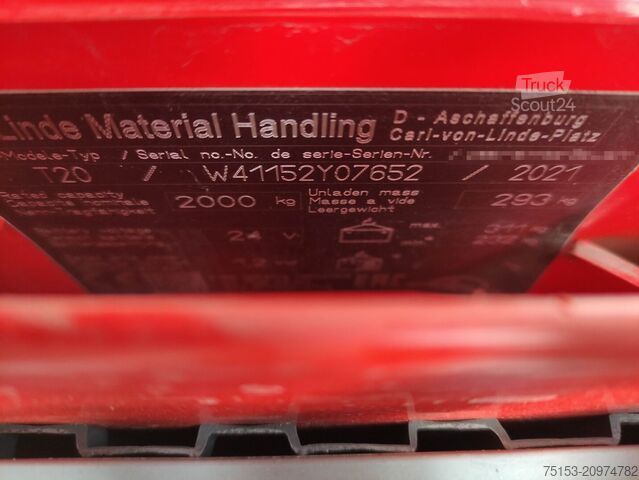 Truck
Scout24
Linde Material Handling
D - Aschaffenburg
Carl-von-Linde-Platz
Modele-Typ / Serial no.-No. de serie-Serien-Nr.
T20 / W41152Y07652 / 2021
Rated capacity
2000 kg
Unladen mass
Masse a vide
Leergewicht
293 kg
24 V
max.
75153-20974782